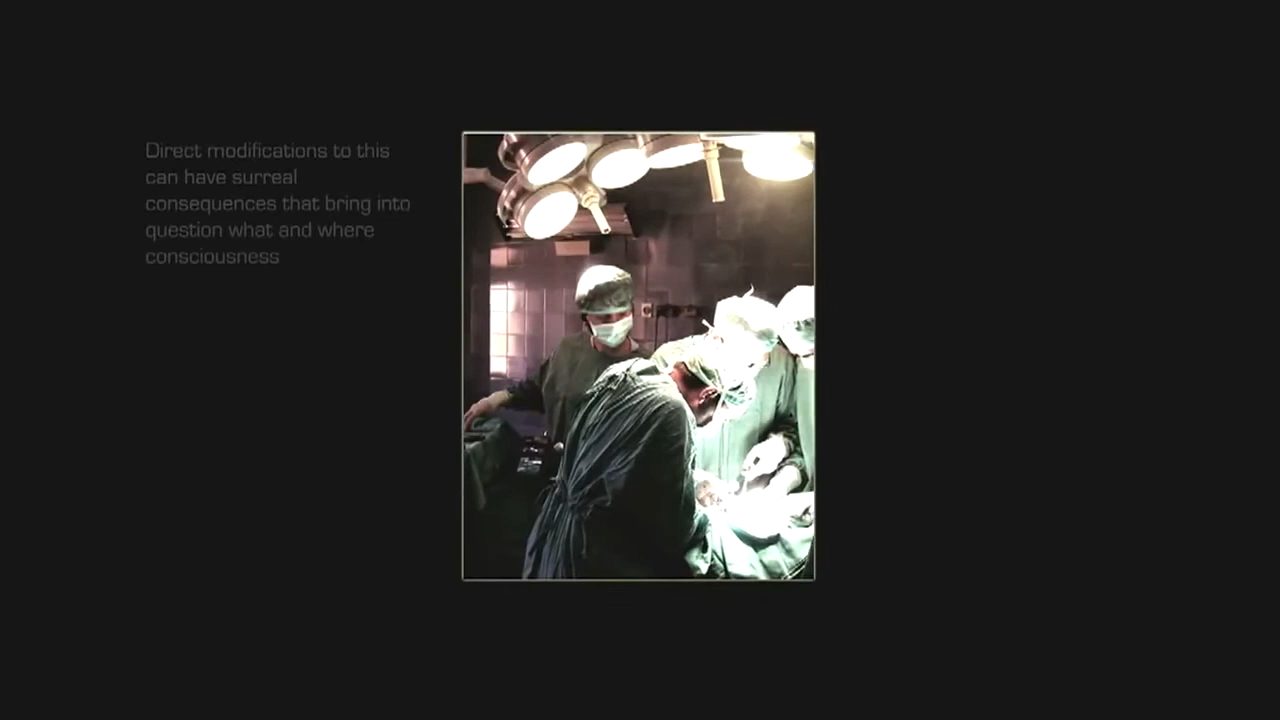 Direct modifications to this
can have surreal
consequences that bring into
question what and where
consciousness